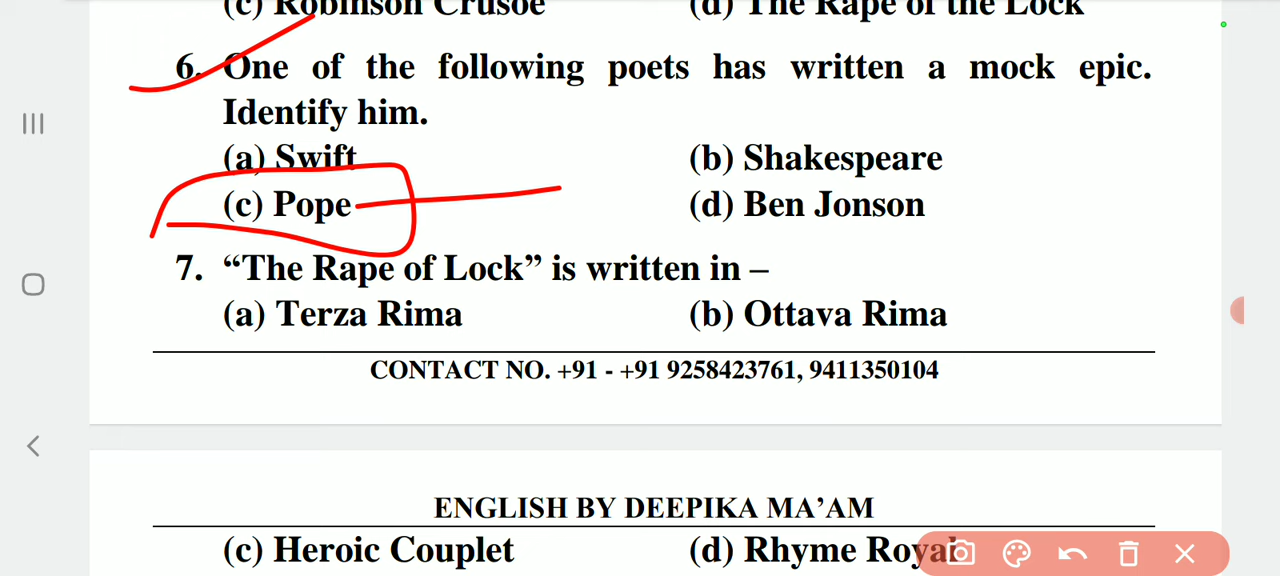 (c) Robinson Crusoe (d) The Rape of the Lock
6. One of the following poets has written a mock epic.
Identify him.
(a) Swift (b) Shakespeare
(c) Pope (d) Ben Jonson
7. “The Rape of Lock” is written in –
(a) Terza Rima (b) Ottava Rima
CONTACT NO. +91 - +91 9258423761, 9411350104
ENGLISH BY DEEPIKA MA’AM
(c) Heroic Couplet (d) Rhyme Royal